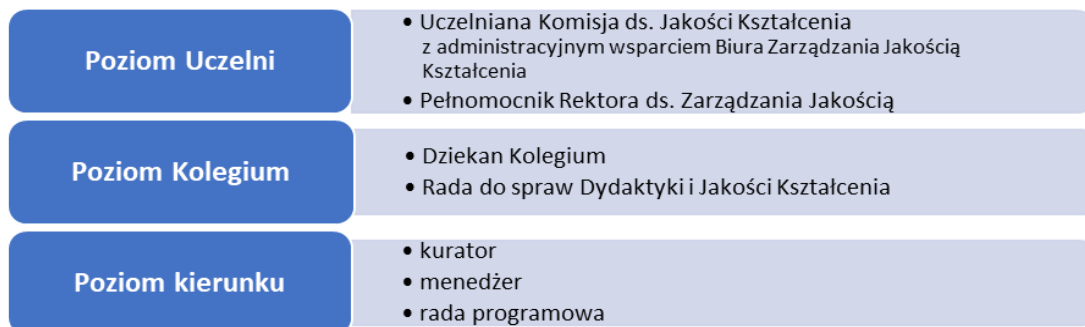 Poziom Uczelni
• Uczelniana Komisja ds. Jakości Kształcenia
z administracyjnym wsparciem Biura Zarządzania Jakością
Kształcenia
• Pełnomocnik Rektora ds. Zarządzania Jakością
Poziom Kolegium
• Dziekan Kolegium
• Rada do spraw Dydaktyki i Jakości Kształcenia
Poziom kierunku
• kurator
• menedżer
• rada programowa